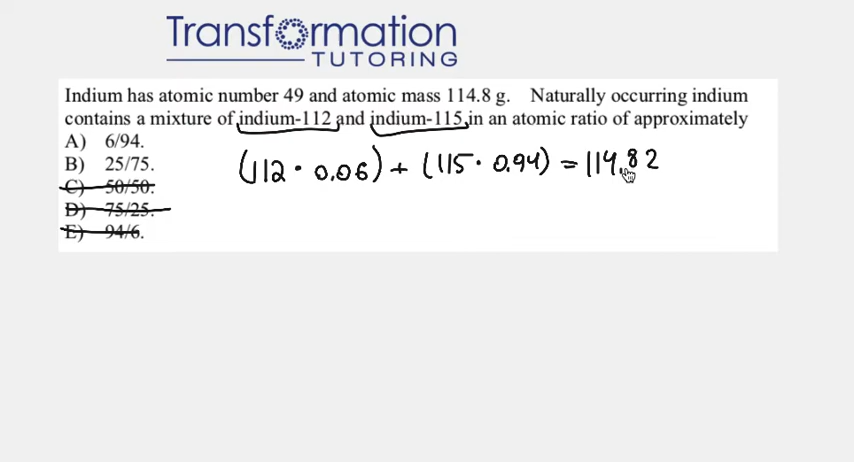 Transformation
TUTORING
Indium has atomic number 49 and atomic mass 114.8 g. Naturally occurring indium
contains a mixture of indium-112 and indium-115, in an atomic ratio of approximately
A) 6/94.
B) 25/75.
(112 · 0.06) + (115 · 0.94) = 114.82
C) 50/50.
D) 75/25.
E) 94/6.